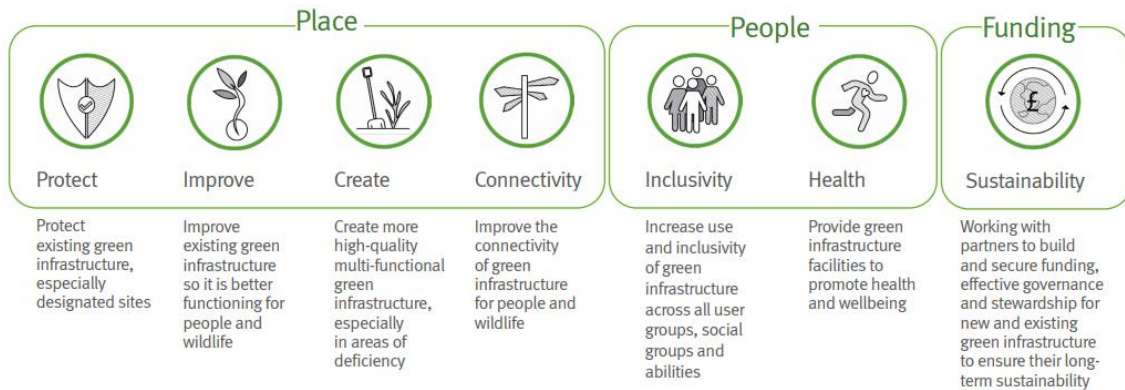 Place
People
Funding
£
Protect
Improve
Create
Connectivity
Inclusivity
Health
Sustainability
Protect
existing green
infrastructure,
especially
designated sites
Improve
existing green
infrastructure
so it is better
functioning for
people and
wildlife
Create more
high-quality
multi-functional
green
infrastructure,
especially
in areas of
deficiency
Improve the
connectivity
of green
infrastructure
for people and
wildlife
Increase use
and inclusivity
of green
infrastructure
across all user
groups, social
groups and
abilities
Provide green
infrastructure
facilities to
promote health
and wellbeing
Working with
partners to build
and secure funding,
effective governance
and stewardship for
new and existing
green infrastructure
to ensure their long-
term sustainability